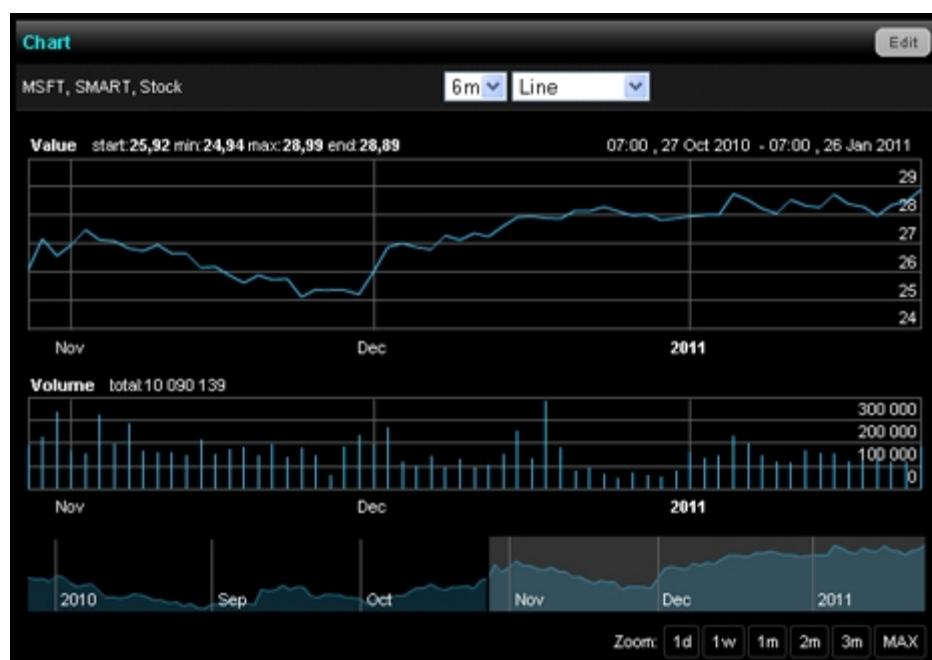 Chart Edit
MSFT, SMART, Stock 6m Line
Value start:25,92 min:24,94 max:28,99 end:28,89 07:00 , 27 Oct 2010 - 07:00 , 26 Jan 2011
29
28
27
26
25
24
Nov Dec 2011
Volume total:10 090 139
300 000
200 000
100 000
0
Nov Dec 2011
2010 Sep Oct Nov Dec 2011
Zoom: 1d 1w 1m 2m 3m MAX